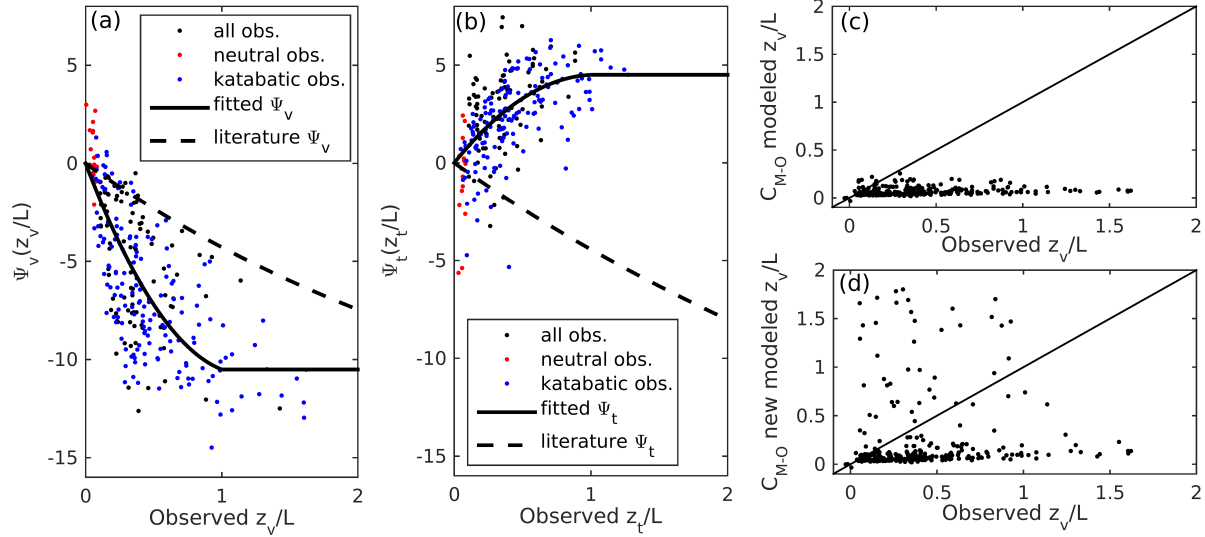 (a)
all obs.
neutral obs.
katabatic obs.
fitted Ψ_v
literature Ψ_v
5
0
-5
-10
-15
0
1
2
Ψ_v(z_v/L)
Observed z_v/L
(b)
5
0
-5
-10
-15
0
1
2
Ψ_t(z_t/L)
Observed z_t/L
all obs.
neutral obs.
katabatic obs.
fitted Ψ_t
literature Ψ_t
(c)
2
1.5
1
0.5
0
0
0.5
1
1.5
2
C_M-O modeled z_v/L
Observed z_v/L
(d)
2
1.5
1
0.5
0
0
0.5
1
1.5
2
C_M-O new modeled z_v/L
Observed z_v/L